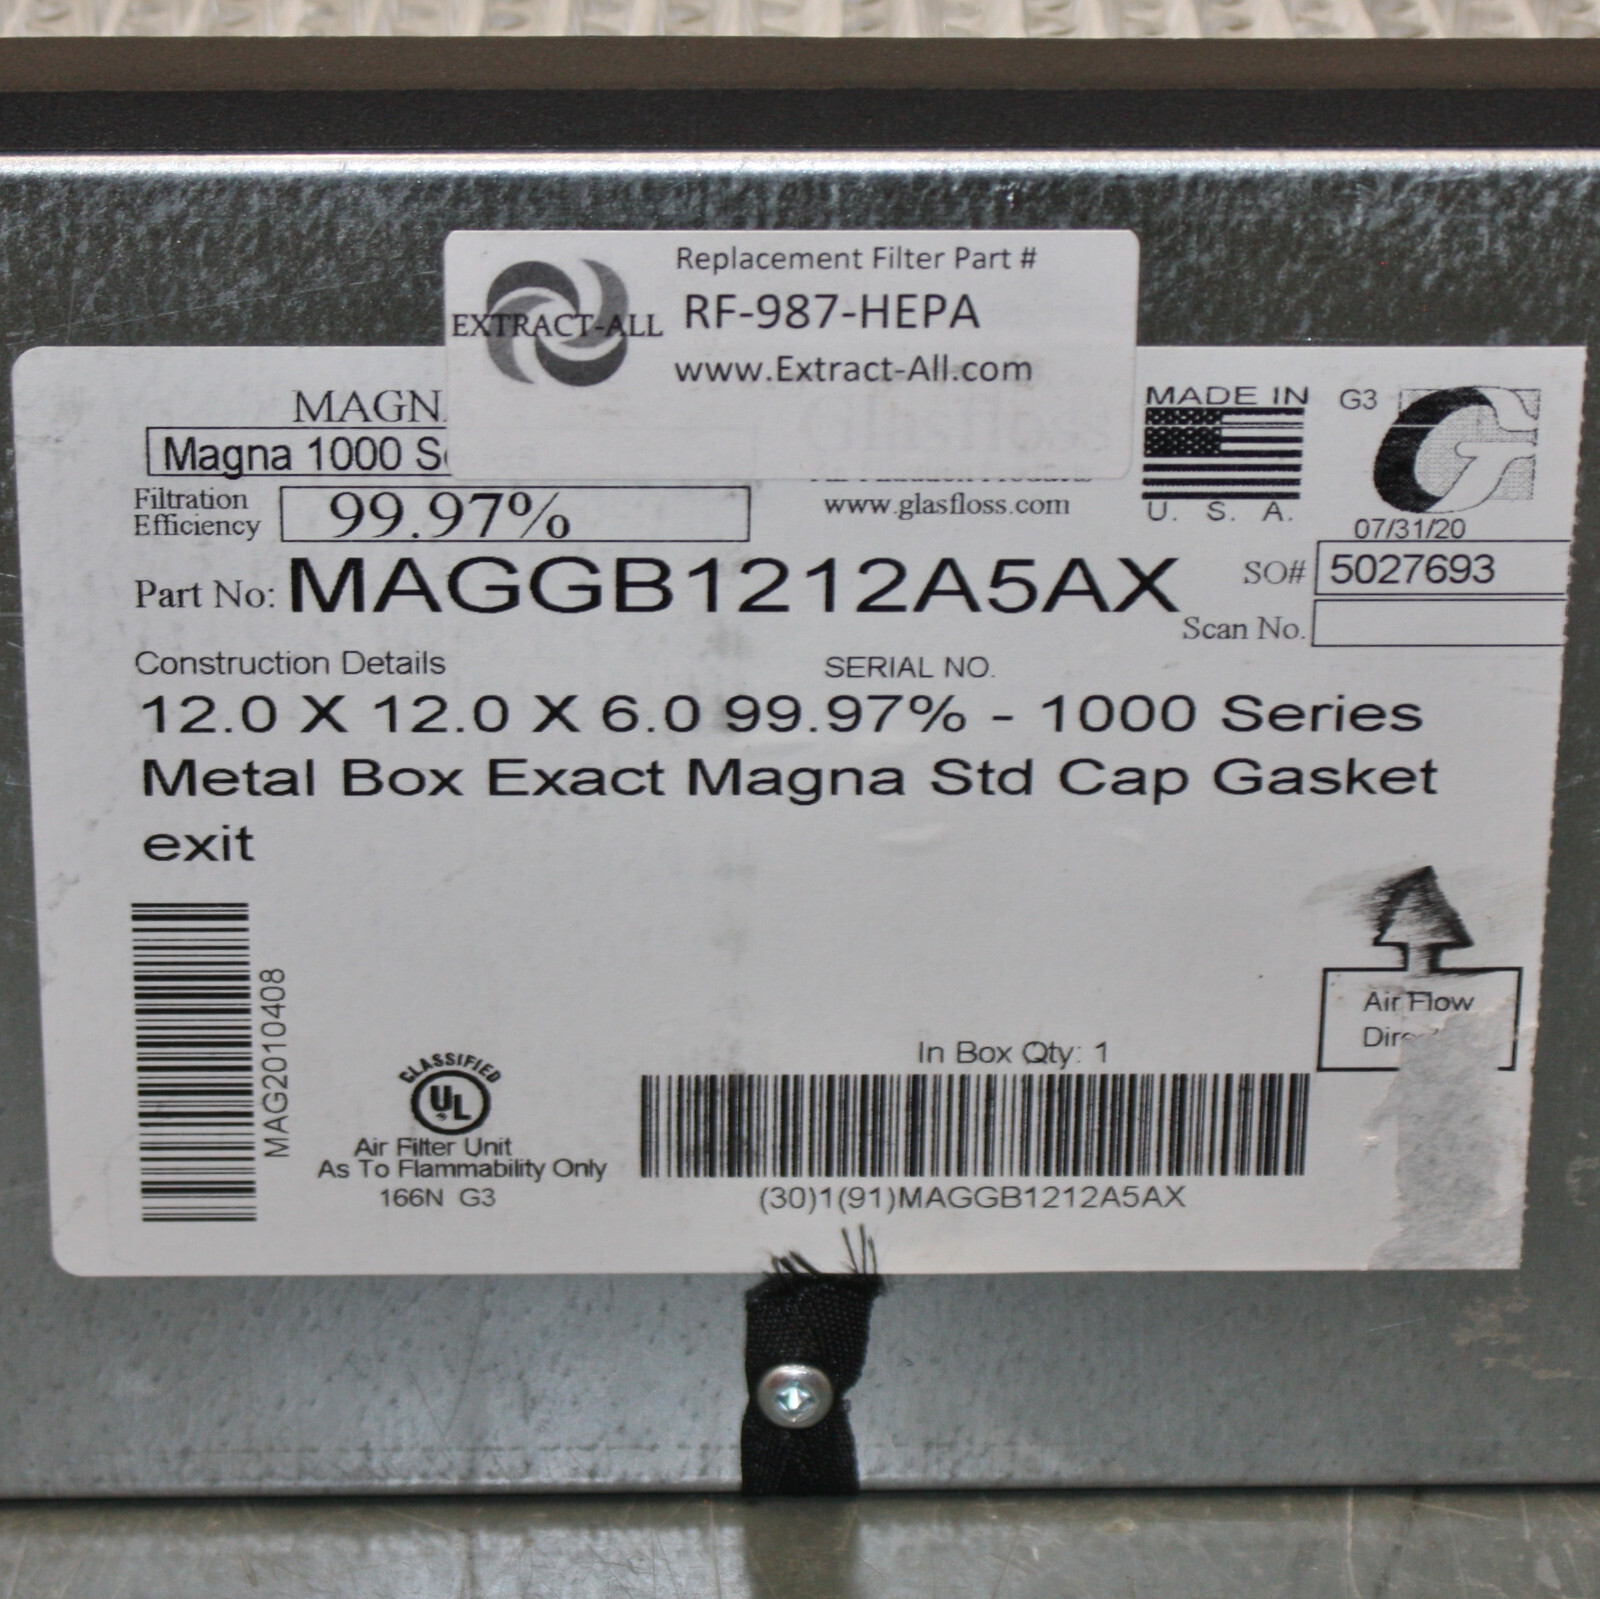 Replacement Filter Part #
EXTRACT-ALL
RF-987-HEPA
www.Extract-All.com
Magna 1000
Filtration
Efficiency
99.97%
www.glasfloss.com
MADE IN
U. S. A.
G3
07/31/20
Part No: MAGGB1212A5AX
SO# 5027693
Scan No.
Construction Details
SERIAL NO.
12.0 X 12.0 X 6.0 99.97% - 1000 Series
Metal Box Exact Magna Std Cap Gasket
exit
MAG2010408
CLASSIFIED
UL
Air Filter Unit
As To Flammability Only
166N G3
In Box Qty: 1
(30)1(91)MAGGB1212A5AX
Air Flow